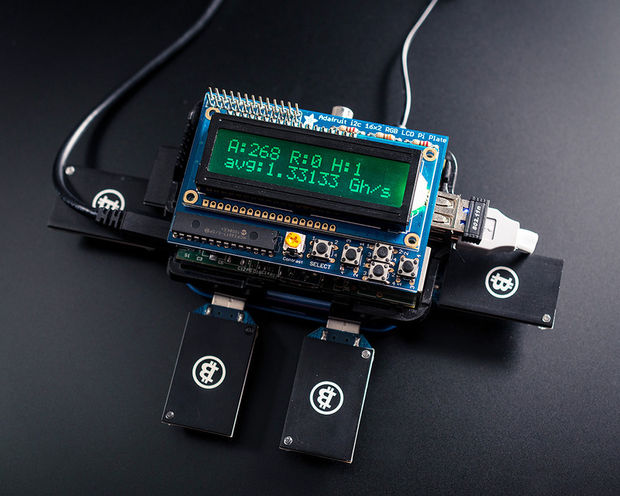 Adafruit i2c 16x2 RGB LCD Pi Plate
A:268 R:0 H:1
avg:1.33133 Gh/s
Contrast
SELECT